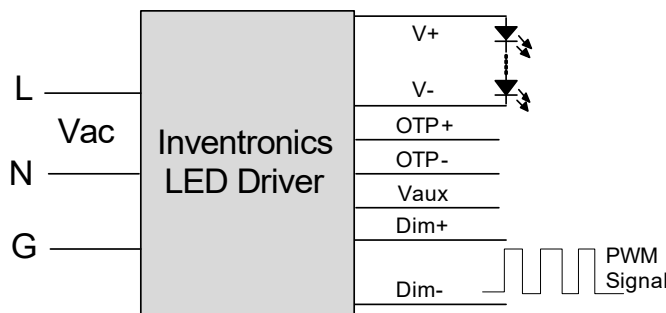 L
Vac
N
G
Inventronics
LED Driver
V+
V-
OTP+
OTP-
Vaux
Dim+
Dim-
PWM
Signal